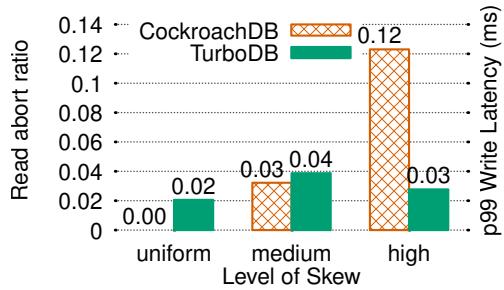 Read abort ratio
0.14
0.12
0.1
0.08
0.06
0.04
0.02
0
CockroachDB
TurboDB
0.00
0.02
0.03
0.04
0.12
0.03
uniform
medium
high
Level of Skew
p99 Write Latency (ms)